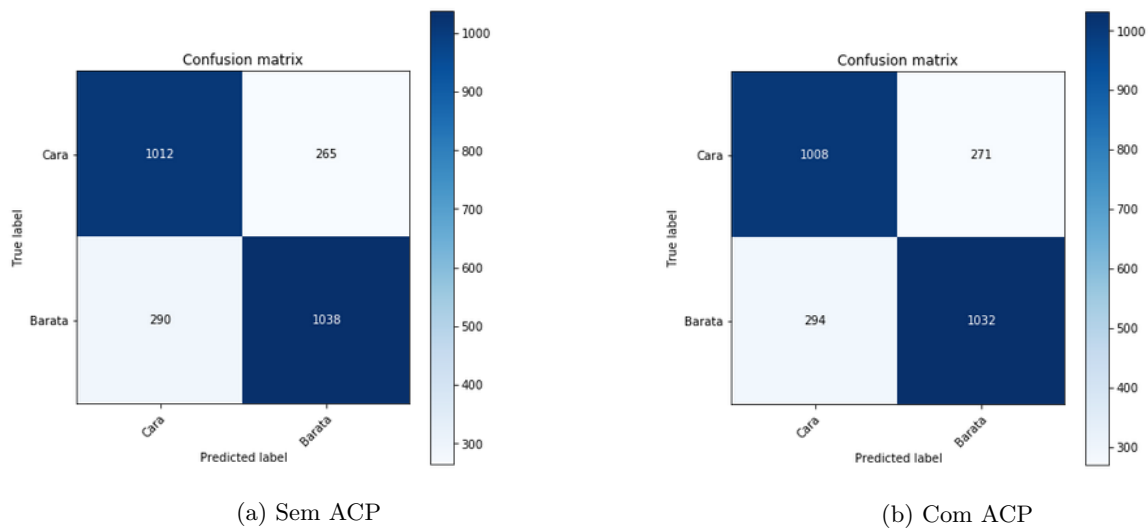 Confusion matrix
Cara
Barata
True label
1012
265
290
1038
Cara
Barata
Predicted label
1000
900
800
700
600
500
400
300
(a) Sem ACP
Confusion matrix
Cara
Barata
True label
1008
271
294
1032
Cara
Barata
Predicted label
1000
900
800
700
600
500
400
300
(b) Com ACP